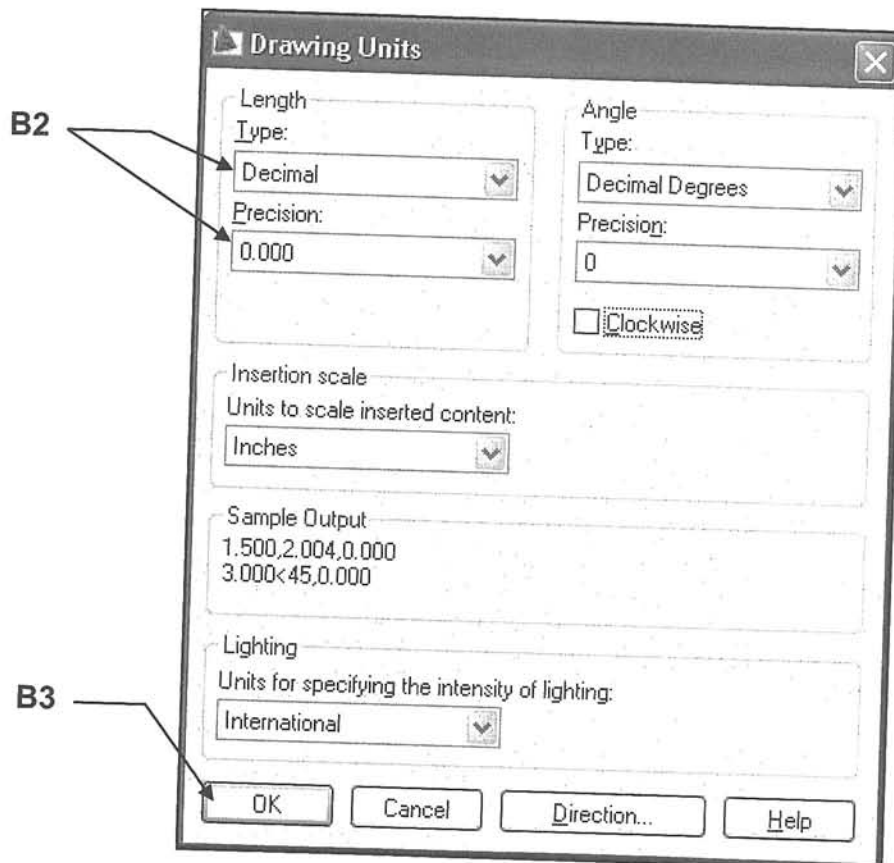 Drawing Units
B2
Length
Type:
Decimal
Precision:
0.000
Angle
Type:
Decimal Degrees
Precision:
0
Clockwise
Insertion scale
Units to scale inserted content:
Inches
Sample Output
1.500,2.004,0.000
3.000<45,0.000
Lighting
Units for specifying the intensity of lighting:
International
B3
OK Cancel Direction... Help